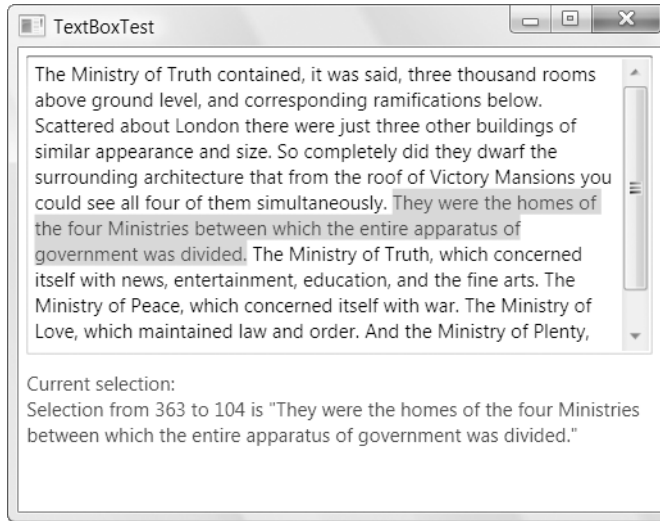 TextBoxTest
The Ministry of Truth contained, it was said, three thousand rooms
above ground level, and corresponding ramifications below.
Scattered about London there were just three other buildings of
similar appearance and size. So completely did they dwarf the
surrounding architecture that from the roof of Victory Mansions you
could see all four of them simultaneously. They were the homes of
the four Ministries between which the entire apparatus of
government was divided. The Ministry of Truth, which concerned
itself with news, entertainment, education, and the fine arts. The
Ministry of Peace, which concerned itself with war. The Ministry of
Love, which maintained law and order. And the Ministry of Plenty,
Current selection:
Selection from 363 to 104 is "They were the homes of the four Ministries
between which the entire apparatus of government was divided."